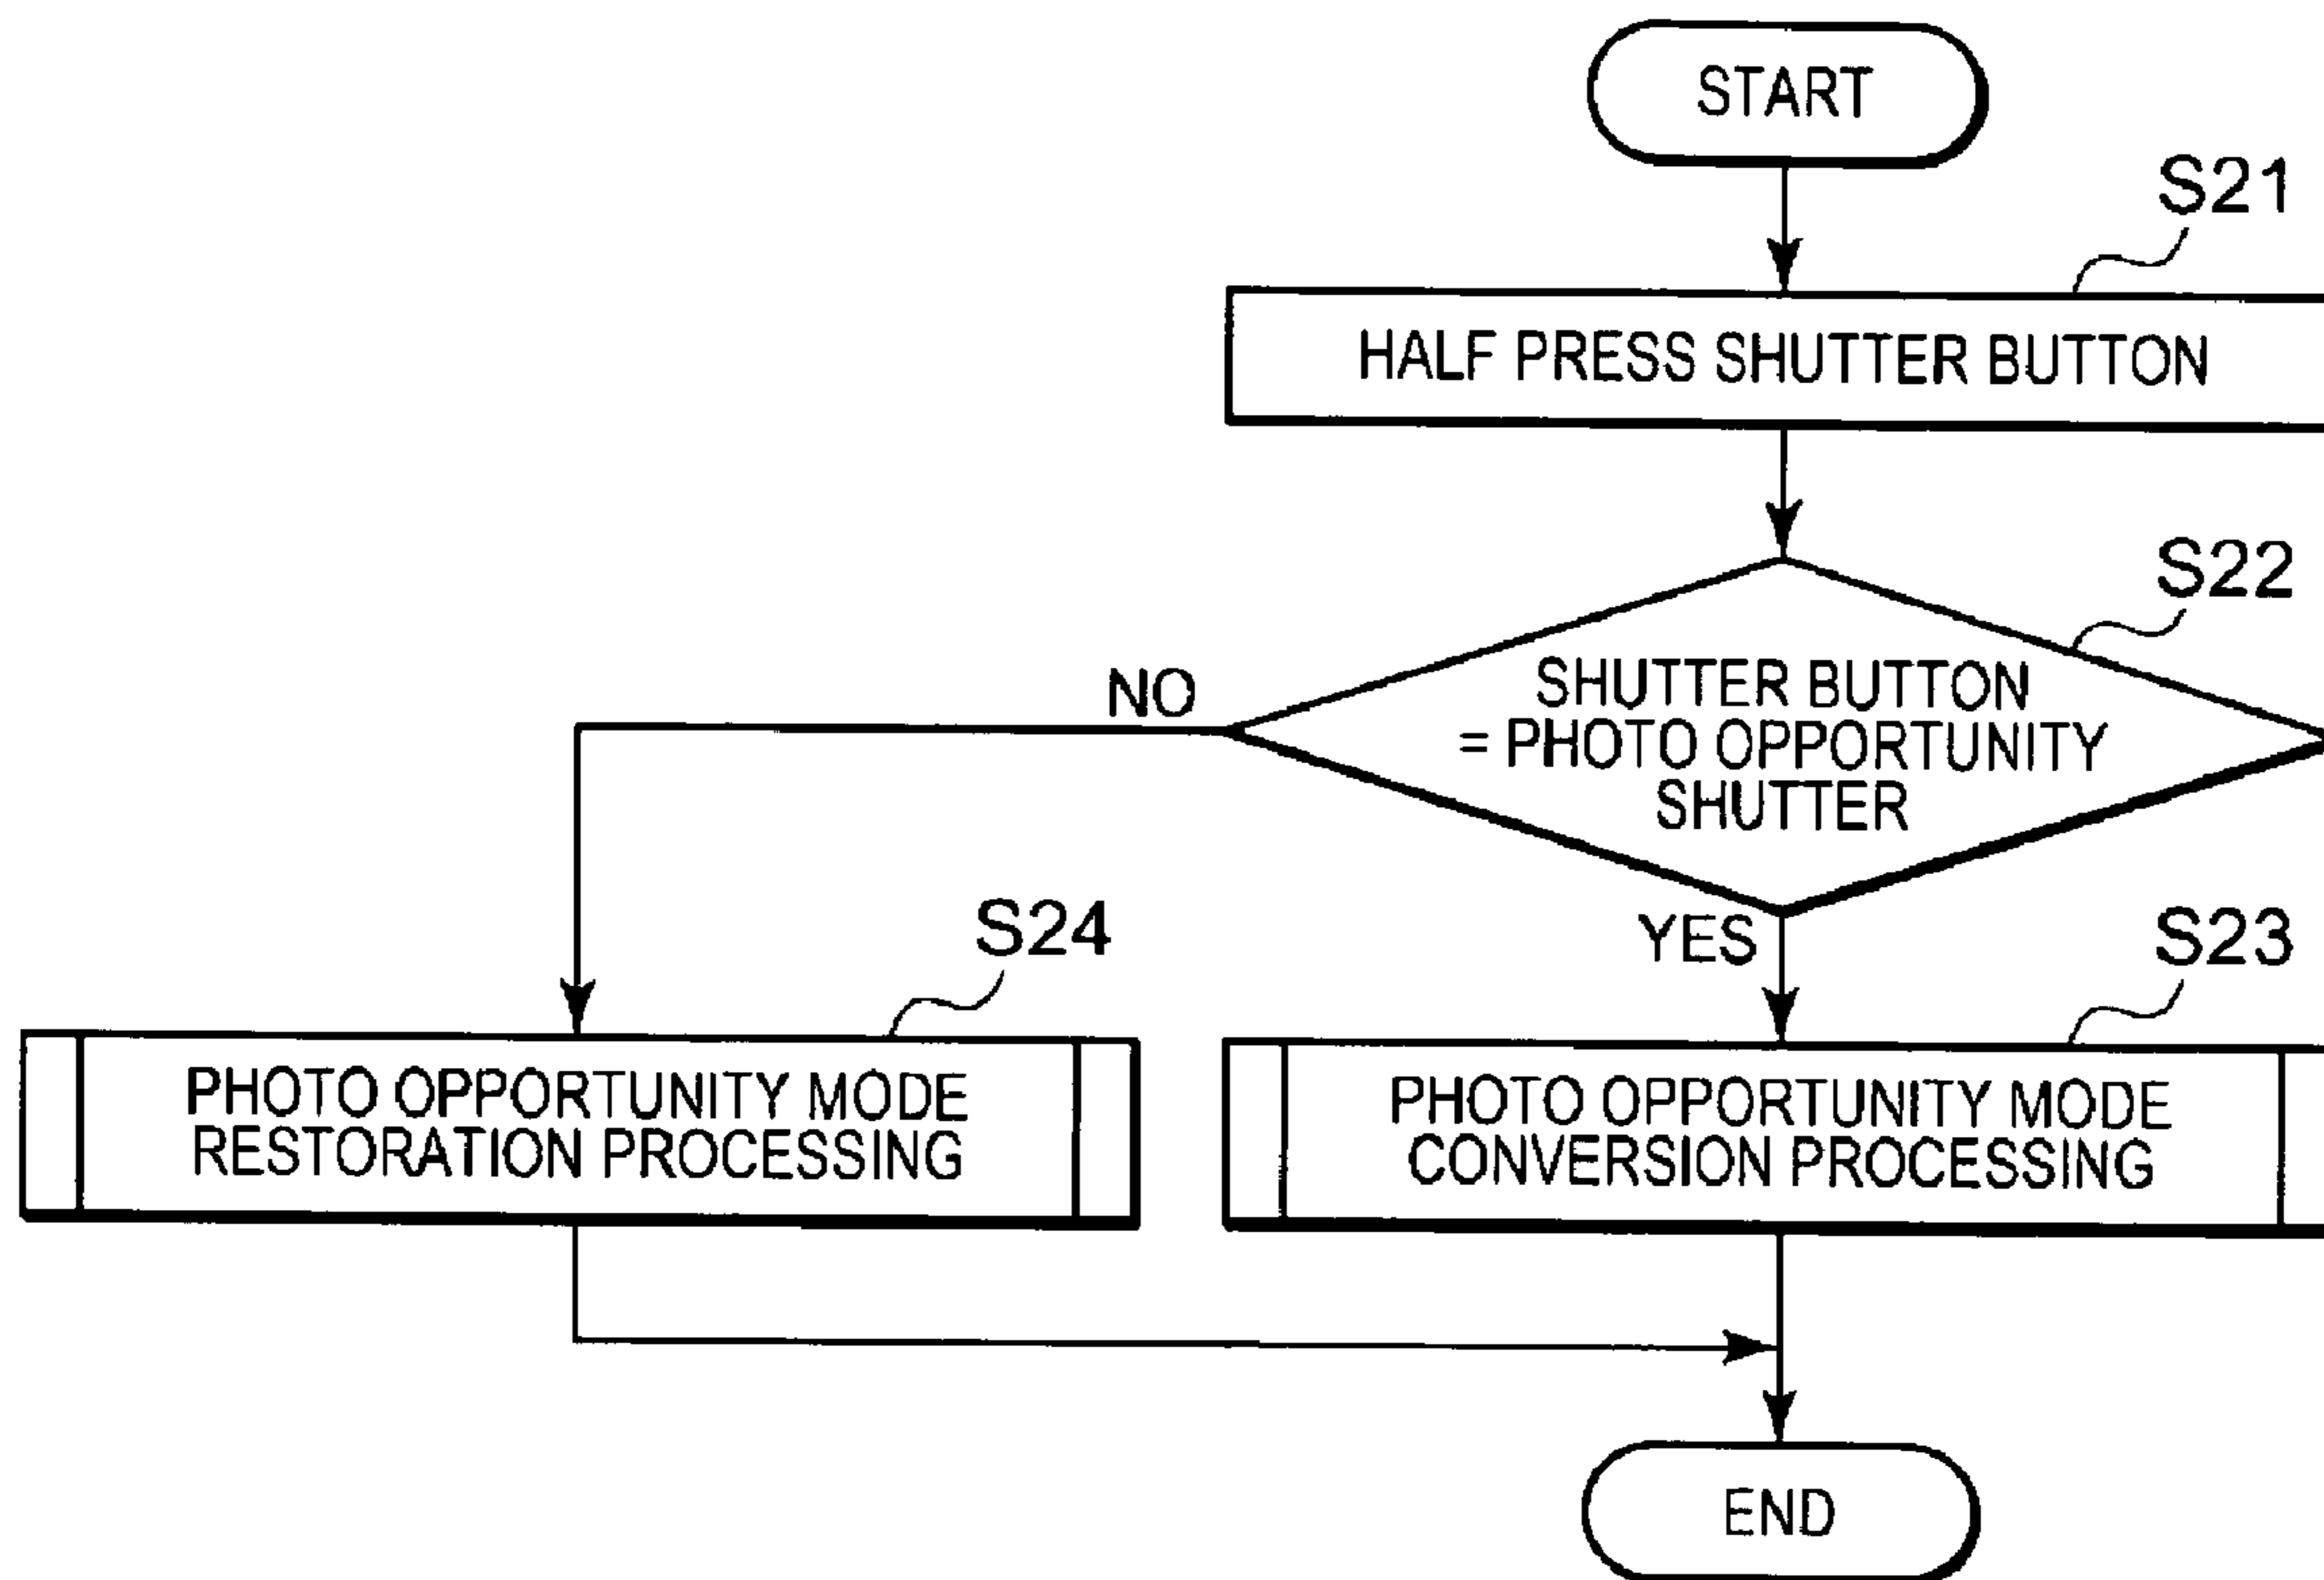 START
S21
HALF PRESS SHUTTER BUTTON
S22
NO
SHUTTER BUTTON
= PHOTO OPPORTUNITY
SHUTTER
YES
S24
S23
PHOTO OPPORTUNITY MODE
RESTORATION PROCESSING
PHOTO OPPORTUNITY MODE
CONVERSION PROCESSING
END